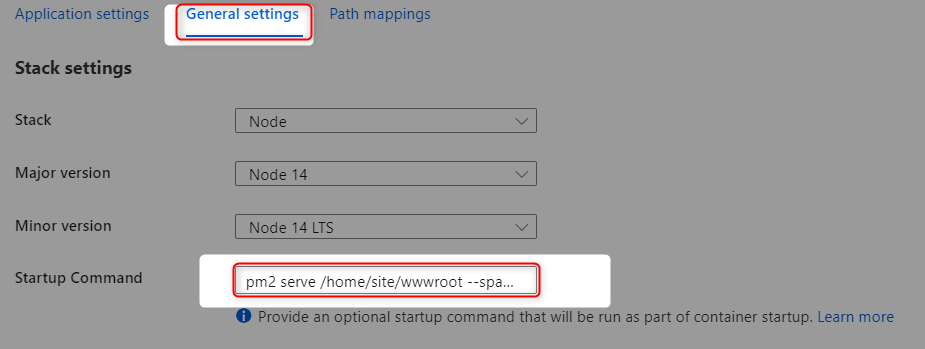 Application settings General settings Path mappings
Stack settings
Stack Node
Major version Node 14
Minor version Node 14 LTS
Startup Command pm2 serve /home/site/wwwroot --spa...
Provide an optional startup command that will be run as part of container startup. Learn more